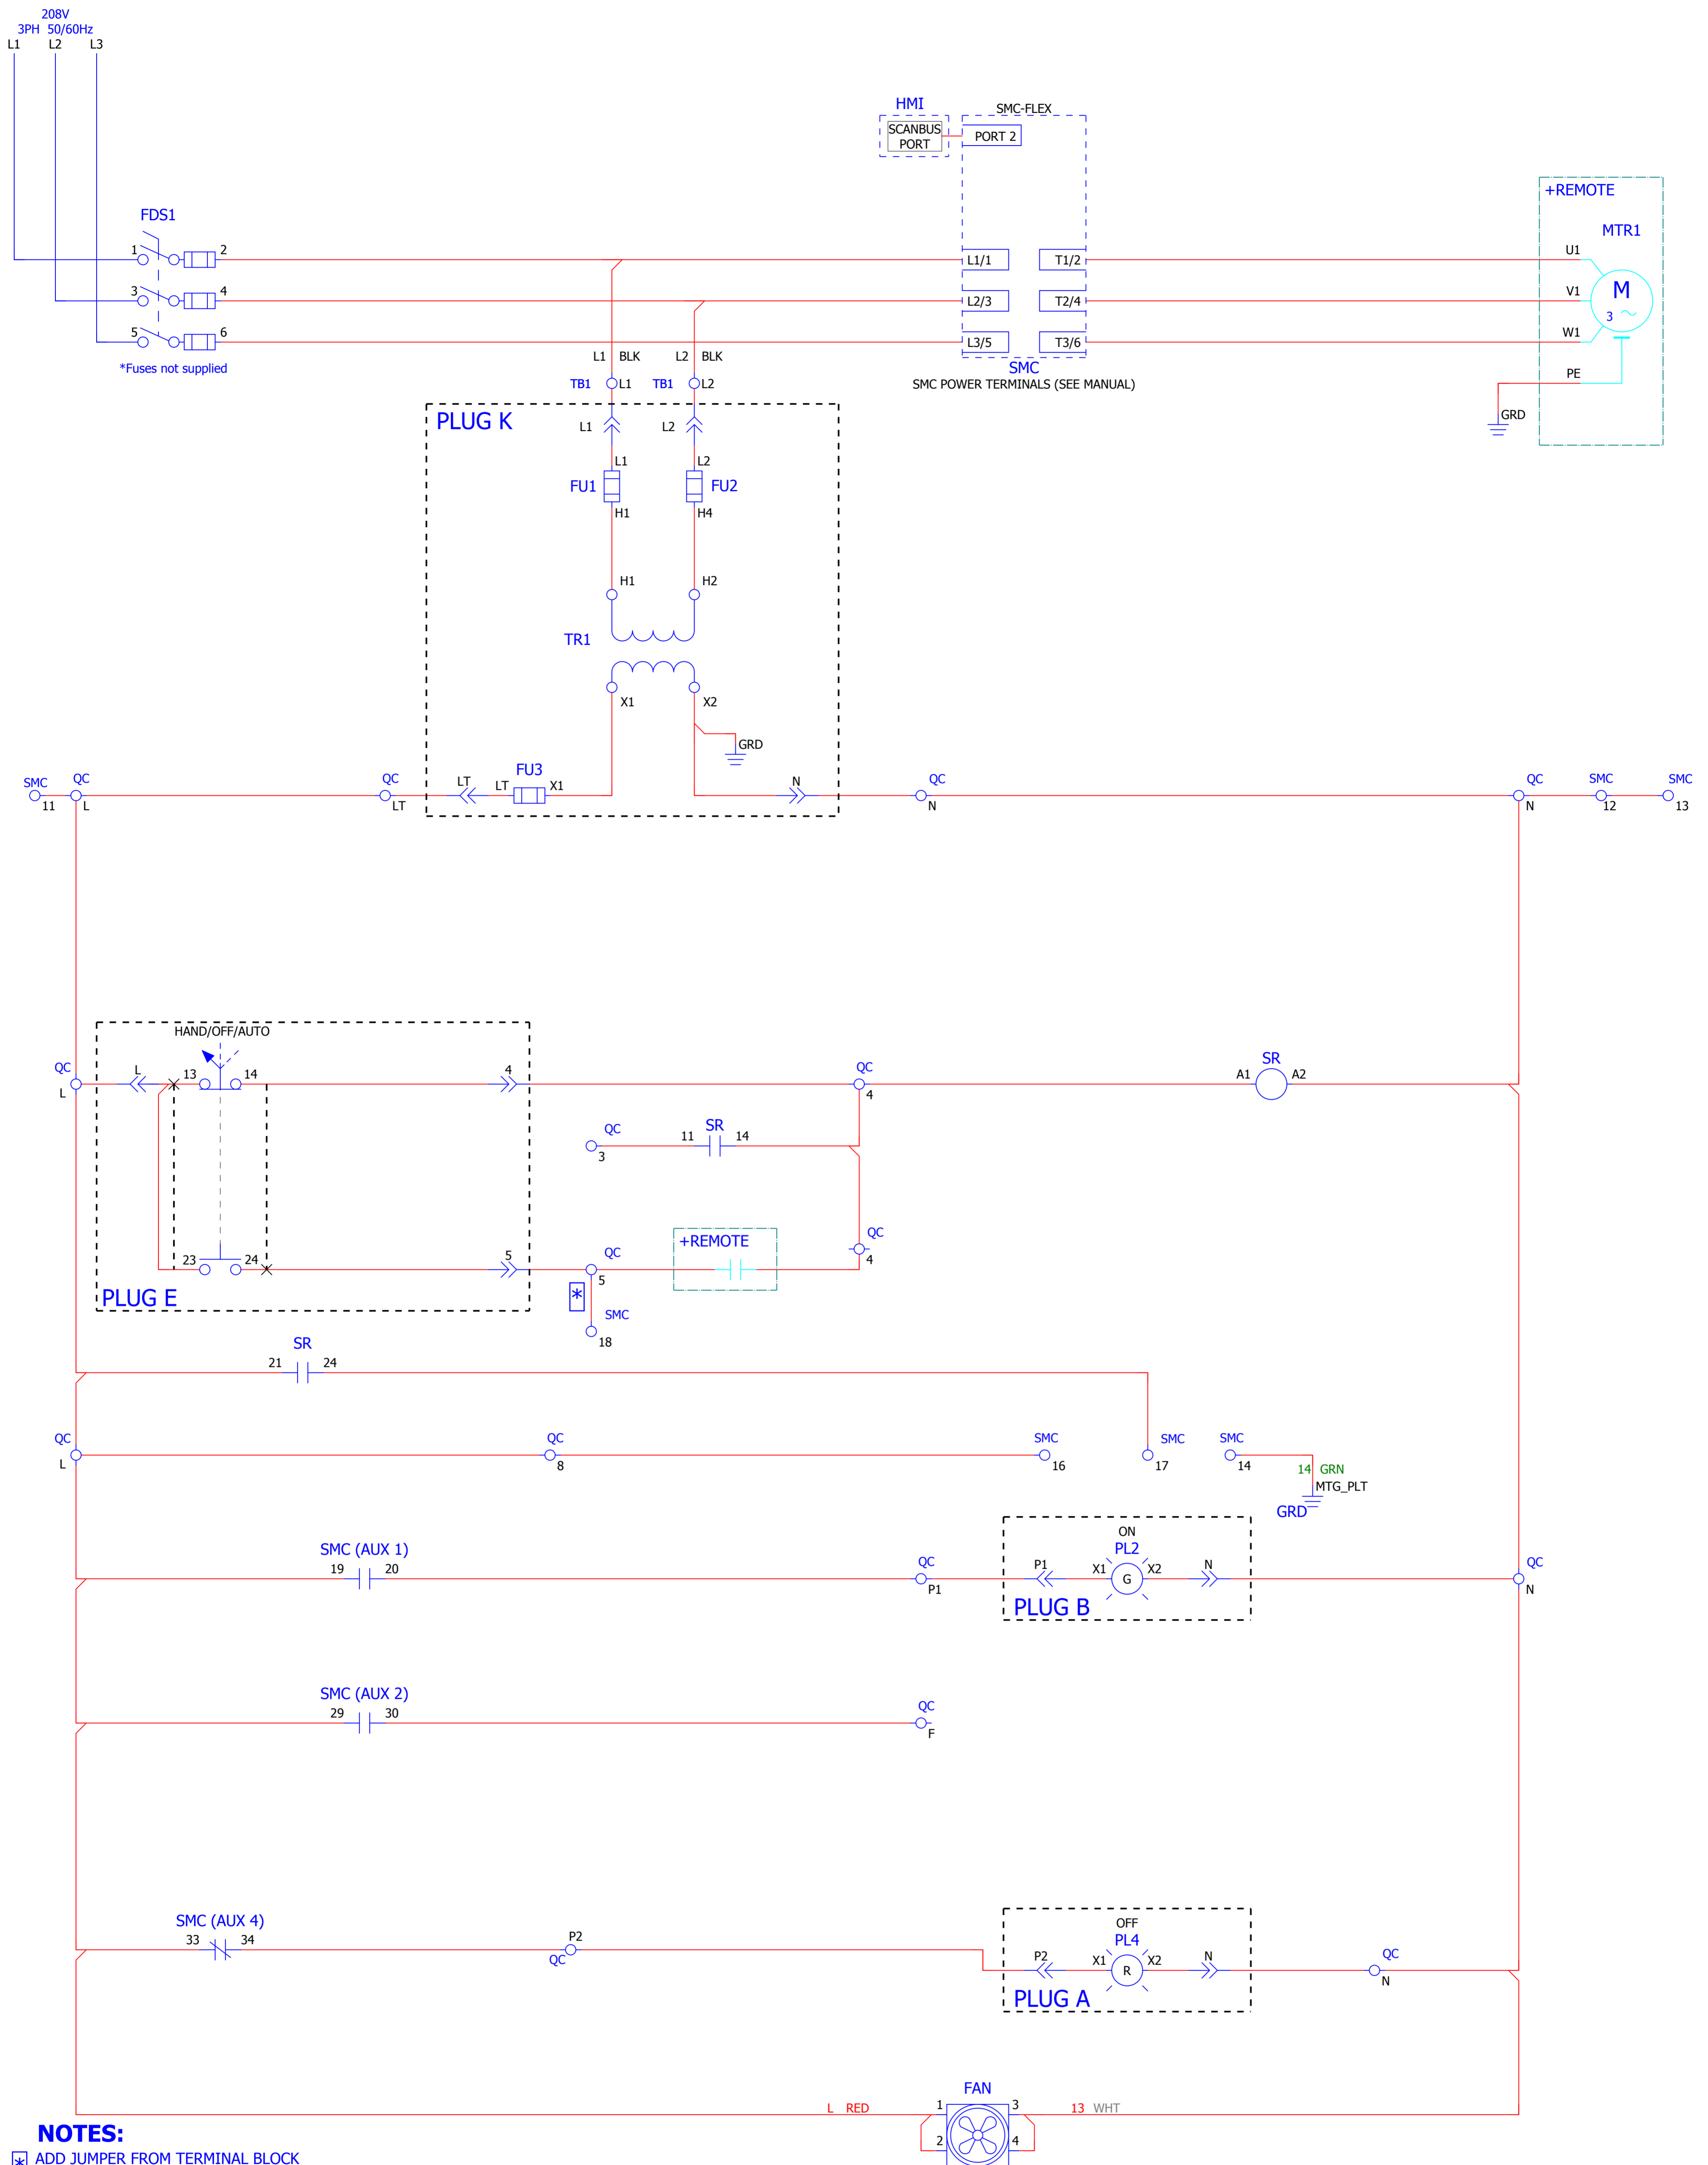 208V
3PH 50/60Hz
L1 L2 L3
HMI
SMC-FLEX
SCANBUS
PORT
PORT 2
+REMOTE
FDS1
MTR1
1 2
L1/1 T1/2
U1
3 4
L2/3 T2/4
V1
M
3
5 6
L3/5 T3/6
W1
*Fuses not supplied
L1 BLK L2 BLK
SMC
SMC POWER TERMINALS (SEE MANUAL)
PE
TB1 L1 TB1 L2
GRD
PLUG K
L1 L2
L1 L2
FU1 FU2
H1 H4
H1 H2
TR1
X1 X2
GRD
FU3
SMC QC QC LT LT X1 N QC QC SMC SMC
11 L LT N N 12 13
HAND/OFF/AUTO
QC L 13 14 4 QC SR
A1 A2
L 4
QC 11 SR 14
3
QC
+REMOTE
23 24 5 QC
5 4
PLUG E
*
SMC
18
SR
21 24
QC QC SMC SMC SMC
L 8 16 17 14
14 GRN
MTG_PLT
GRD
ON
SMC (AUX 1)
PL2
19 20 QC P1 X1 G X2 N QC
P1 N
PLUG B
SMC (AUX 2)
29 30 QC
F
OFF
SMC (AUX 4)
33 34 P2
QC
PL4
P2 X1 R X2 N QC
N
PLUG A
FAN
L RED 1 3 13 WHT
2 4
NOTES:
* ADD JUMPER FROM TERMINAL BLOCK